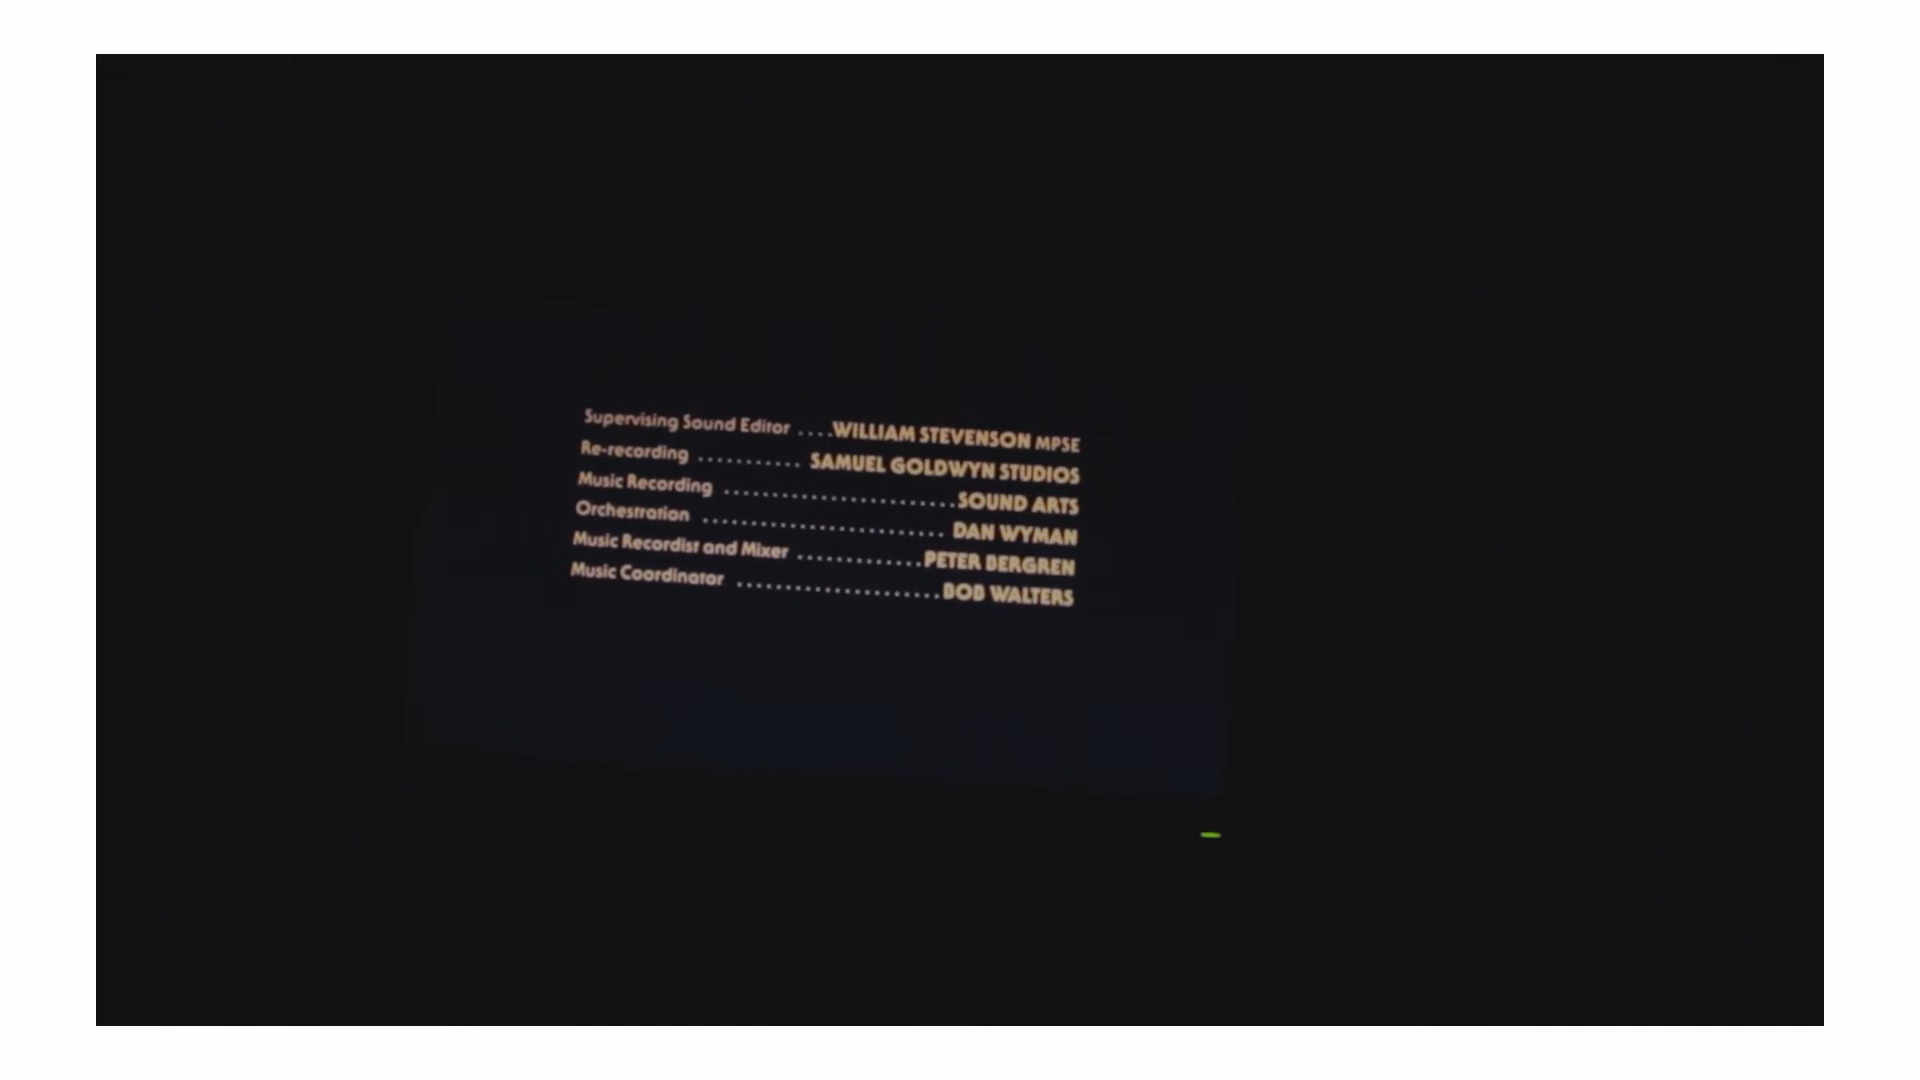 Supervising Sound Editor ....WILLIAM STEVENSON MPSE
Re-recording ........... SAMUEL GOLDWYN STUDIOS
Music Recording ........................SOUND ARTS
Orchestration ......................... DAN WYMAN
Music Recordist and Mixer .............PETER BERGREN
Music Coordinator .....................BOB WALTERS